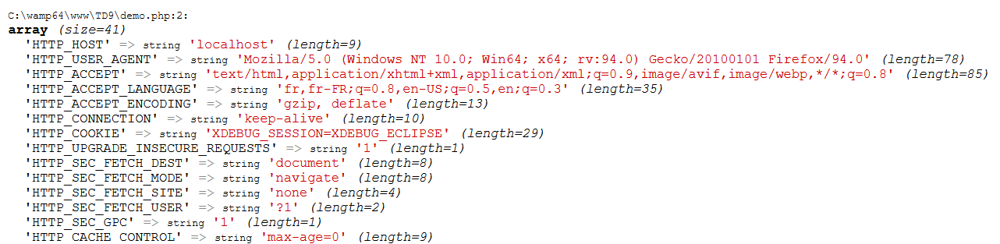 C:\wamp64\www\TD9\demo.php:2:
array (size=41)
'HTTP_HOST' => string 'localhost' (length=9)
'HTTP_USER_AGENT' => string 'Mozilla/5.0 (Windows NT 10.0; Win64; x64; rv:94.0) Gecko/20100101 Firefox/94.0' (length=78)
'HTTP_ACCEPT' => string 'text/html,application/xhtml+xml,application/xml;q=0.9,image/avif,image/webp,*/*;q=0.8' (length=85)
'HTTP_ACCEPT_LANGUAGE' => string 'fr,fr-FR;q=0.8,en-US;q=0.5,en;q=0.3' (length=35)
'HTTP_ACCEPT_ENCODING' => string 'gzip, deflate' (length=13)
'HTTP_CONNECTION' => string 'keep-alive' (length=10)
'HTTP_COOKIE' => string 'XDEBUG_SESSION=XDEBUG_ECLIPSE' (length=29)
'HTTP_UPGRADE_INSECURE_REQUESTS' => string '1' (length=1)
'HTTP_SEC_FETCH_DEST' => string 'document' (length=8)
'HTTP_SEC_FETCH_MODE' => string 'navigate' (length=8)
'HTTP_SEC_FETCH_SITE' => string 'none' (length=4)
'HTTP_SEC_FETCH_USER' => string '?1' (length=2)
'HTTP_SEC_GPC' => string '1' (length=1)
'HTTP_CACHE_CONTROL' => string 'max-age=0' (length=9)